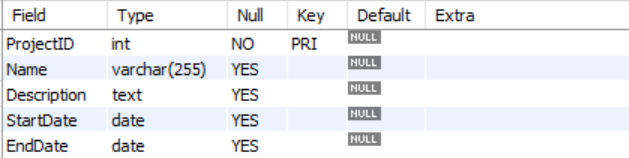 Field Type Null Key Default Extra
ProjectID int NO PRI NULL
Name varchar(255) YES NULL
Description text YES NULL
StartDate date YES NULL
EndDate date YES NULL